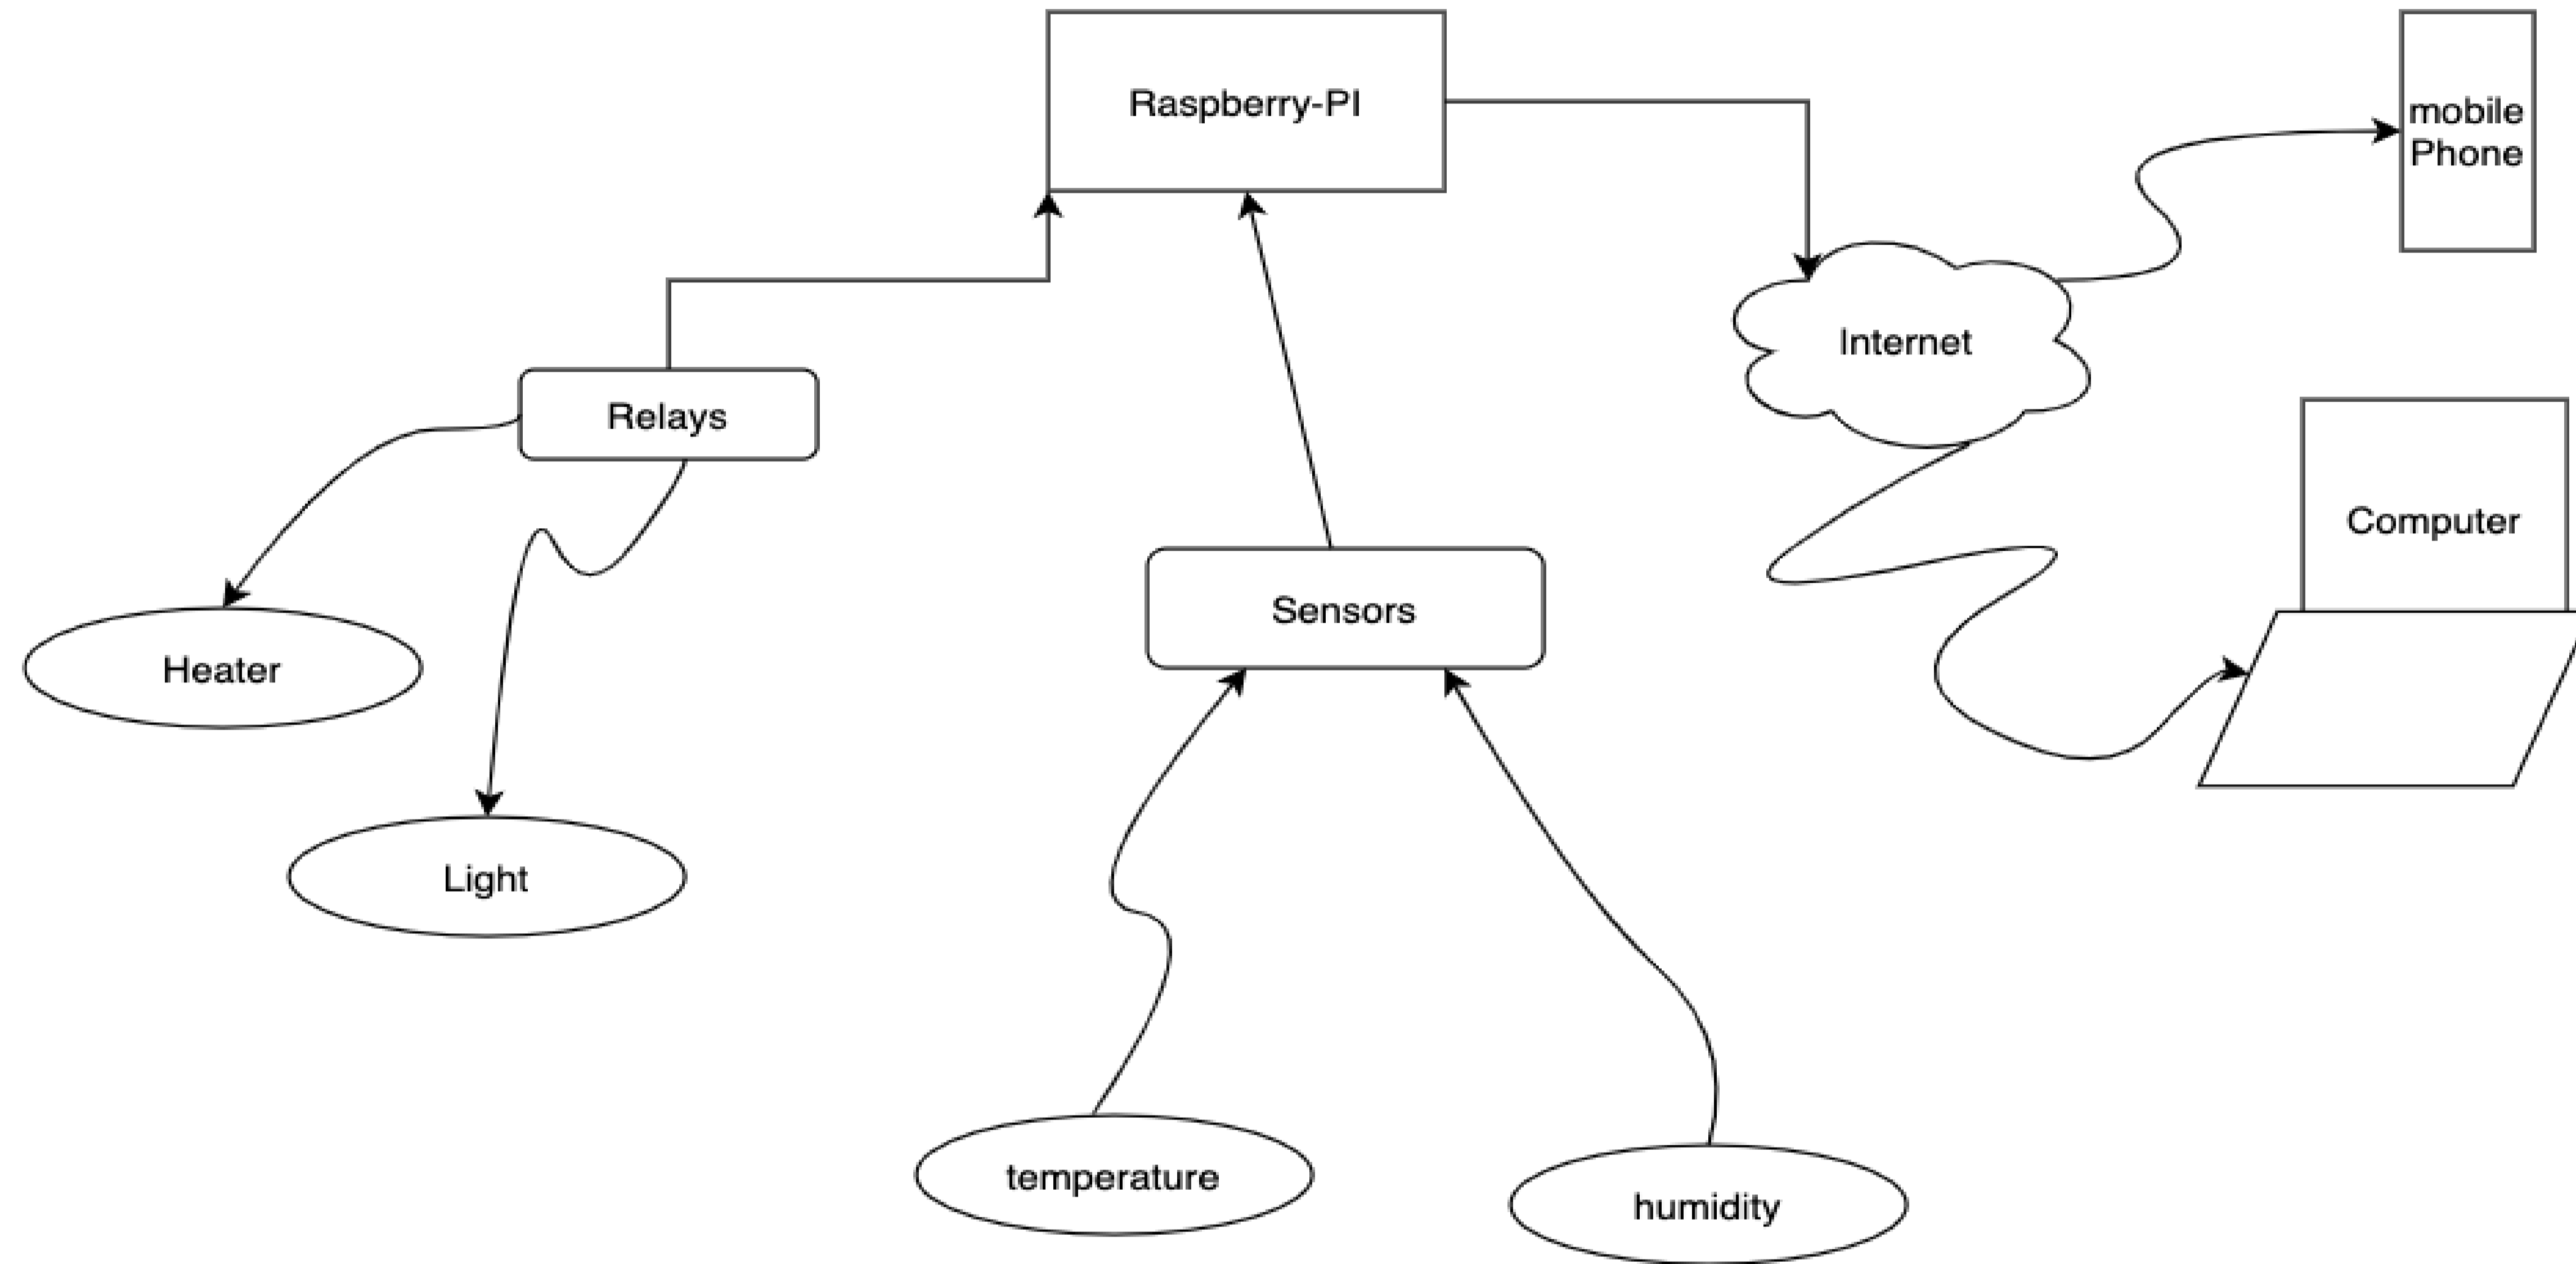 Raspberry-PI
mobile
Phone
Internet
Relays
Computer
Sensors
Heater
Light
temperature
humidity